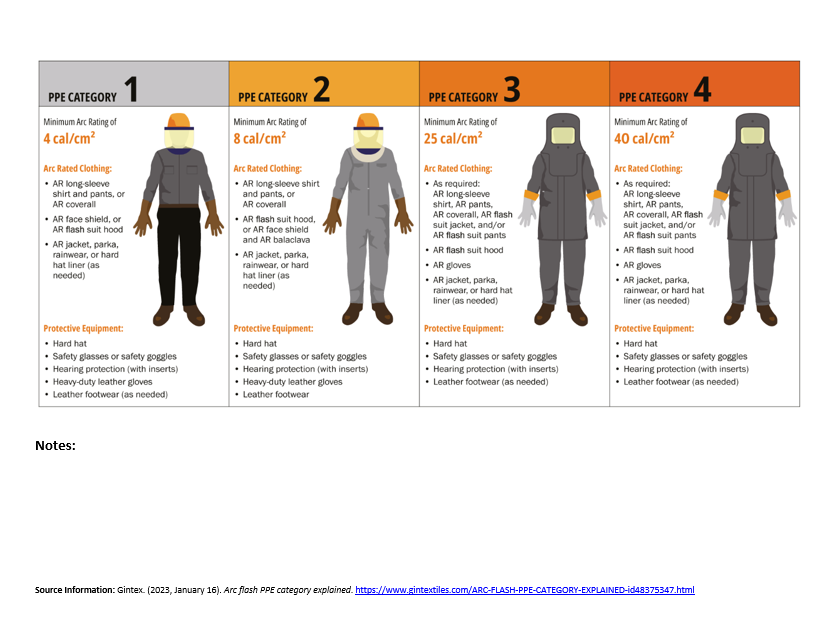 PPE CATEGORY 1
Minimum Arc Rating of
4 cal/cm²
Arc Rated Clothing:
• AR long-sleeve
shirt and pants, or
AR coverall
• AR face shield, or
AR flash suit hood
• AR jacket, parka,
rainwear, or hard
hat liner (as
needed)
Protective Equipment:
• Hard hat
• Safety glasses or safety goggles
• Hearing protection (with inserts)
• Heavy-duty leather gloves
• Leather footwear (as needed)
PPE CATEGORY 2
Minimum Arc Rating of
8 cal/cm²
Arc Rated Clothing:
• AR long-sleeve shirt
and pants, or
AR coverall
• AR flash suit hood,
or AR face shield
and AR balaclava
• AR jacket, parka,
rainwear, or hard
hat liner (as
needed)
Protective Equipment:
• Hard hat
• Safety glasses or safety goggles
• Hearing protection (with inserts)
• Heavy-duty leather gloves
• Leather footwear
PPE CATEGORY 3
Minimum Arc Rating of
25 cal/cm²
Arc Rated Clothing:
• As required:
AR long-sleeve
shirt, AR pants,
AR coverall, AR flash
suit jacket, and/or
AR flash suit pants
• AR flash suit hood
• AR gloves
• AR jacket, parka,
rainwear, or hard hat
liner (as needed)
Protective Equipment:
• Hard hat
• Safety glasses or safety goggles
• Hearing protection (with inserts)
• Leather footwear (as needed)
PPE CATEGORY 4
Minimum Arc Rating of
40 cal/cm²
Arc Rated Clothing:
• As required:
AR long-sleeve
shirt, AR pants,
AR coverall, AR flash
suit jacket, and/or
AR flash suit pants
• AR flash suit hood
• AR gloves
• AR jacket, parka,
rainwear, or hard hat
liner (as needed)
Protective Equipment:
• Hard hat
• Safety glasses or safety goggles
• Hearing protection (with inserts)
• Leather footwear (as needed)
Notes:
Source Information: Gintex. (2023, January 16). Arc flash PPE category explained. https://www.gintextiles.com/ARC-FLASH-PPE-CATEGORY-EXPLAINED-id48375347.html